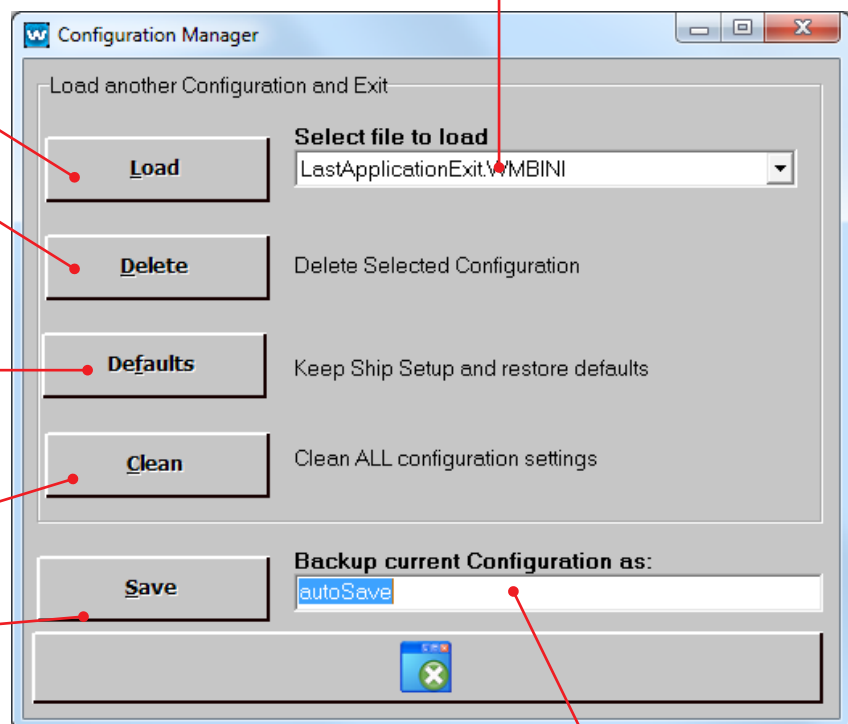 Configuration Manager
Load another Configuration and Exit
Load
Select file to load
LastApplicationExit.WMBINI
Delete
Delete Selected Configuration
Defaults
Keep Ship Setup and restore defaults
Clean
Clean ALL configuration settings
Save
Backup current Configuration as:
autoSave